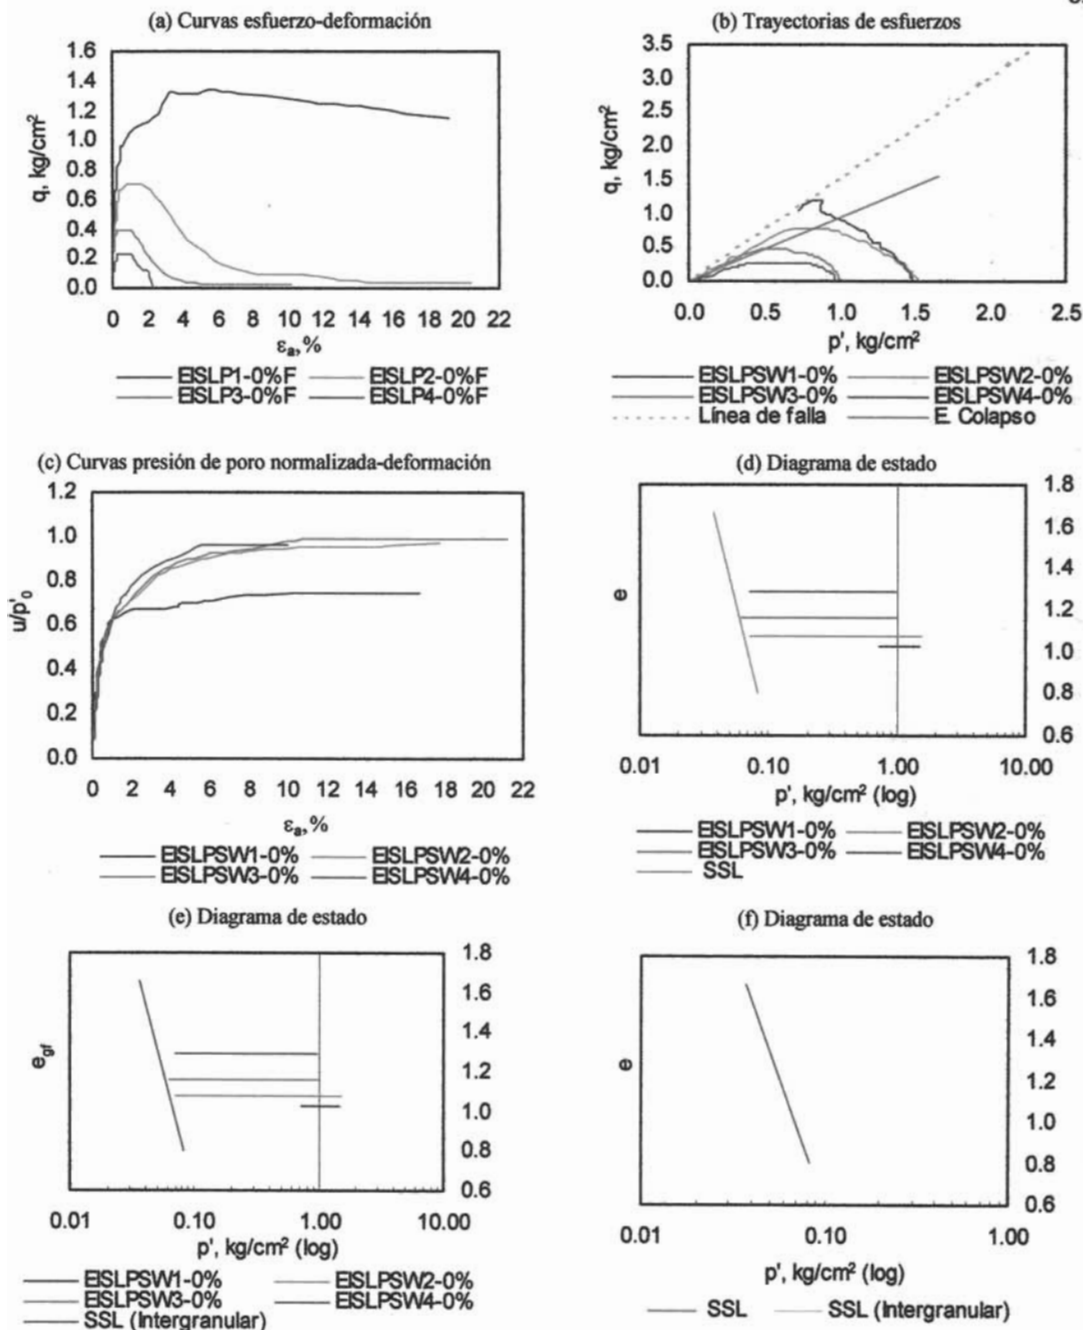 (a) Curvas esfuerzo-deformación
1.6
1.4
1.2
1.0
0.8
0.6
0.4
0.2
0.0
q, kg/cm²
0 2 4 6 8 10 12 14 16 18 20 22
εa,%
EISLP1-0%F EISLP2-0%F
EISLP3-0%F EISLP4-0%F
(b) Trayectorias de esfuerzos
3.5
3.0
2.5
2.0
1.5
1.0
0.5
0.0
q, kg/cm²
0.0 0.5 1.0 1.5 2.0 2.5
p', kg/cm²
EISLPSW1-0% EISLPSW2-0%
EISLPSW3-0% EISLPSW4-0%
Línea de falla E. Colapso
(c) Curvas presión de poro normalizada-deformación
1.2
1.0
0.8
0.6
0.4
0.2
0.0
u/p'0
0 2 4 6 8 10 12 14 16 18 20 22
εa,%
EISLPSW1-0% EISLPSW2-0%
EISLPSW3-0% EISLPSW4-0%
(d) Diagrama de estado
1.8
1.6
1.4
1.2
1.0
0.8
0.6
e
0.01 0.10 1.00 10.00
p', kg/cm² (log)
EISLPSW1-0% EISLPSW2-0%
EISLPSW3-0% EISLPSW4-0%
SSL
(e) Diagrama de estado
1.8
1.6
1.4
1.2
1.0
0.8
0.6
egf
0.01 0.10 1.00 10.00
p', kg/cm² (log)
EISLPSW1-0% EISLPSW2-0%
EISLPSW3-0% EISLPSW4-0%
SSL (Intergranular)
(f) Diagrama de estado
1.8
1.6
1.4
1.2
1.0
0.8
0.6
e
0.01 0.10 1.00
p', kg/cm² (log)
SSL SSL (Intergranular)